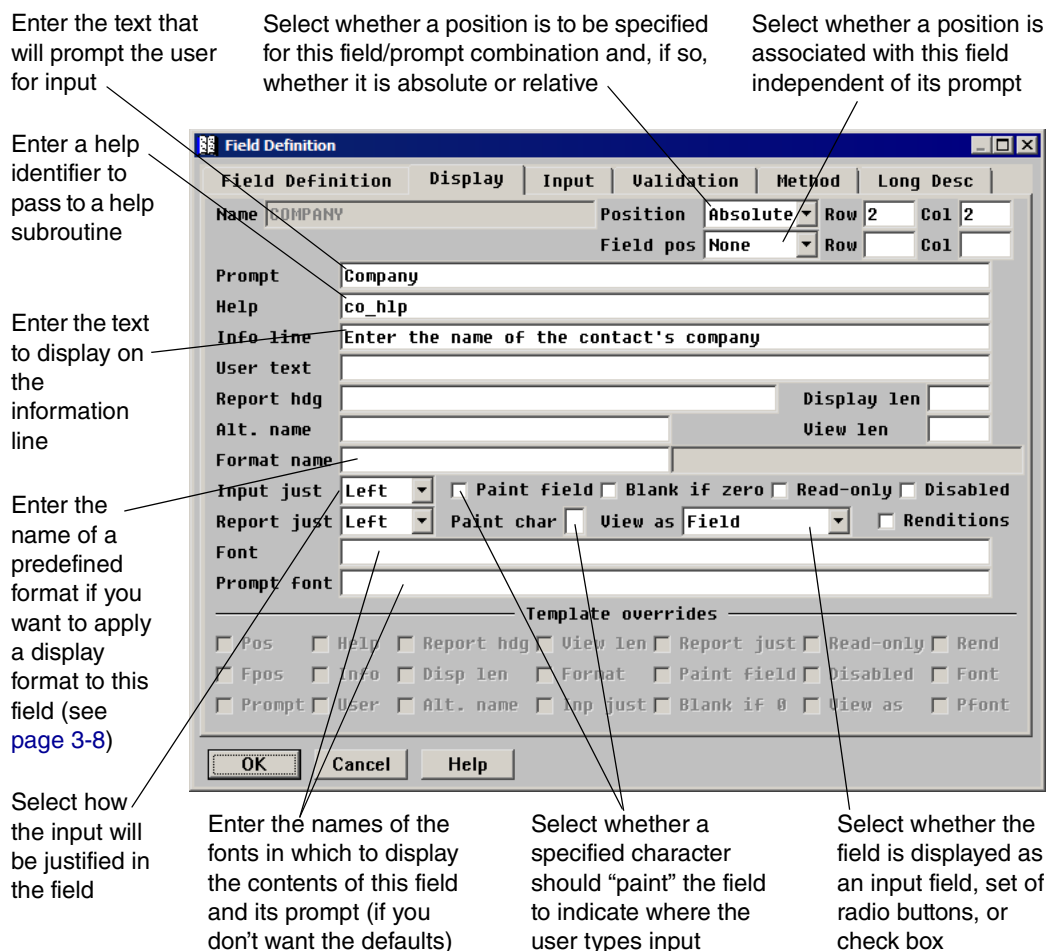 Enter the text that
will prompt the user
for input
Select whether a position is to be specified
for this field/prompt combination and, if so,
whether it is absolute or relative
Select whether a position is
associated with this field
independent of its prompt
Enter a help
identifier to
pass to a help
subroutine
Enter the text
to display on
the
information
line
Enter the
name of a
predefined
format if you
want to apply
a display
format to this
field (see
page 3-8)
Select how
the input will
be justified in
the field
Field Definition
Field Definition Display Input Validation Method Long Desc
Name COMPANY Position Absolute Row 2 Col 2
Field pos None Row Col
Prompt Company
Help co_hlp
Info line Enter the name of the contact's company
User text
Report hdg Display len
Alt. name View len
Format name
Input just Left Paint field Blank if zero Read-only Disabled
Report just Left Paint char View as Field Renditions
Font
Prompt font
Template overrides
Pos Help Report hdg View len Report just Read-only Rend
Fpos Info Disp len Format Paint field Disabled Font
Prompt User Alt. name Inp just Blank if 0 View as Pfont
OK Cancel Help
Enter the names of the
fonts in which to display
the contents of this field
and its prompt (if you
don't want the defaults)
Select whether a
specified character
should “paint” the field
to indicate where the
user types input
Select whether the
field is displayed as
an input field, set of
radio buttons, or
check box